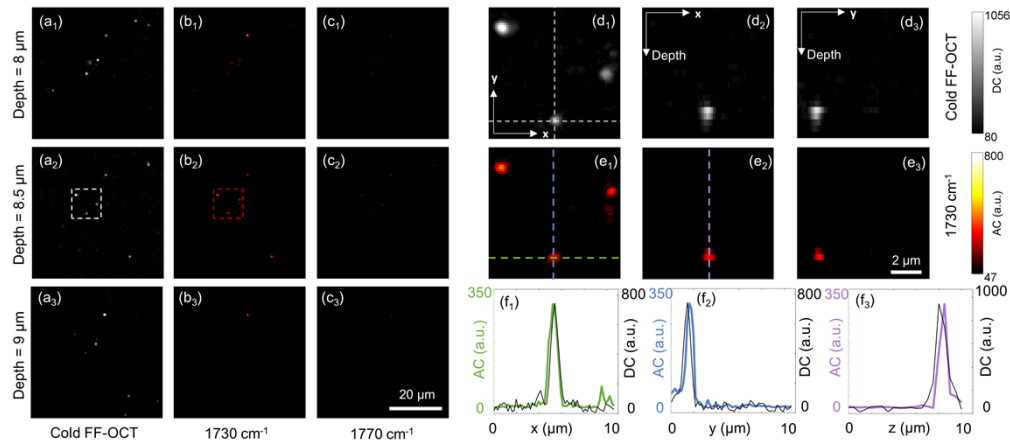 (a₁) (b₁) (c₁) (d₁) (d₂) (d₃) 1056
Depth = 8 μm
y
x
x
Depth
y
Depth
Cold FF-OCT
DC (a.u.)
80
(a₂) (b₂) (c₂) (e₁) (e₂) (e₃) 800
Depth = 8.5 μm
2 μm
1730 cm⁻¹
AC (a.u.)
47
(a₃) (b₃) (c₃)
Depth = 9 μm
20 μm
Cold FF-OCT 1730 cm⁻¹ 1770 cm⁻¹
350 (f₁) 800
AC (a.u.) DC (a.u.)
0 0
0 x (μm) 10
350 (f₂) 800
AC (a.u.) DC (a.u.)
0 0
0 y (μm) 10
350 (f₃) 1000
AC (a.u.) DC (a.u.)
0 0
0 z (μm) 10